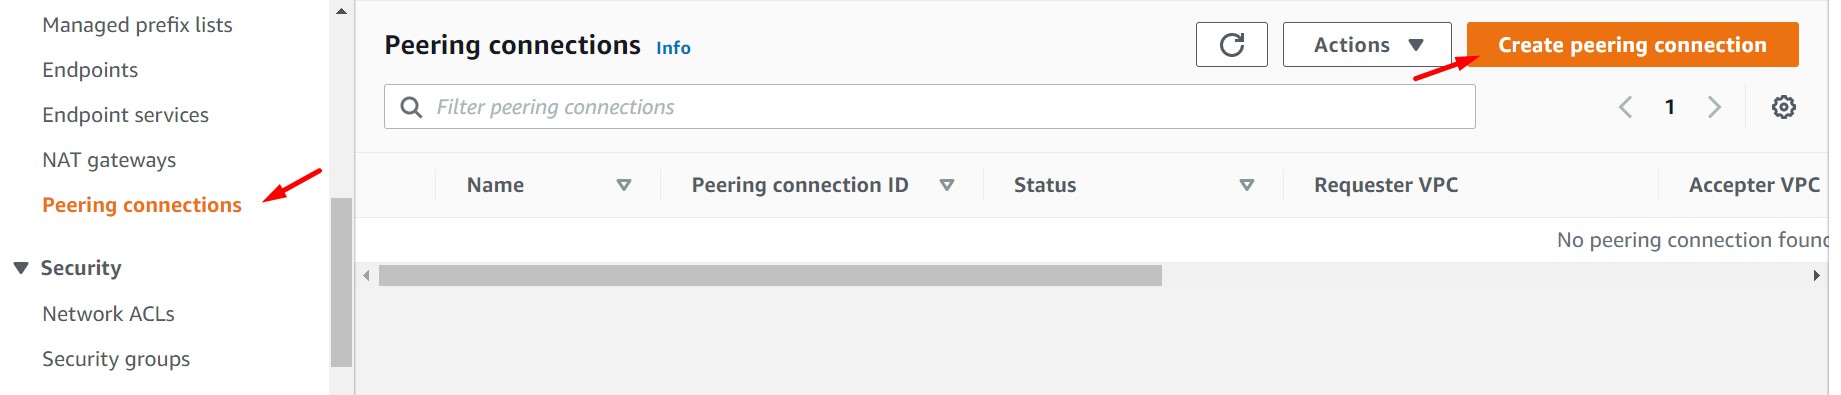 Managed prefix lists
Endpoints
Endpoint services
NAT gateways
Peering connections
Security
Network ACLs
Security groups
Peering connections Info
Actions
Create peering connection
Filter peering connections
1
Name Peering connection ID Status Requester VPC Accepter VPC
No peering connection found